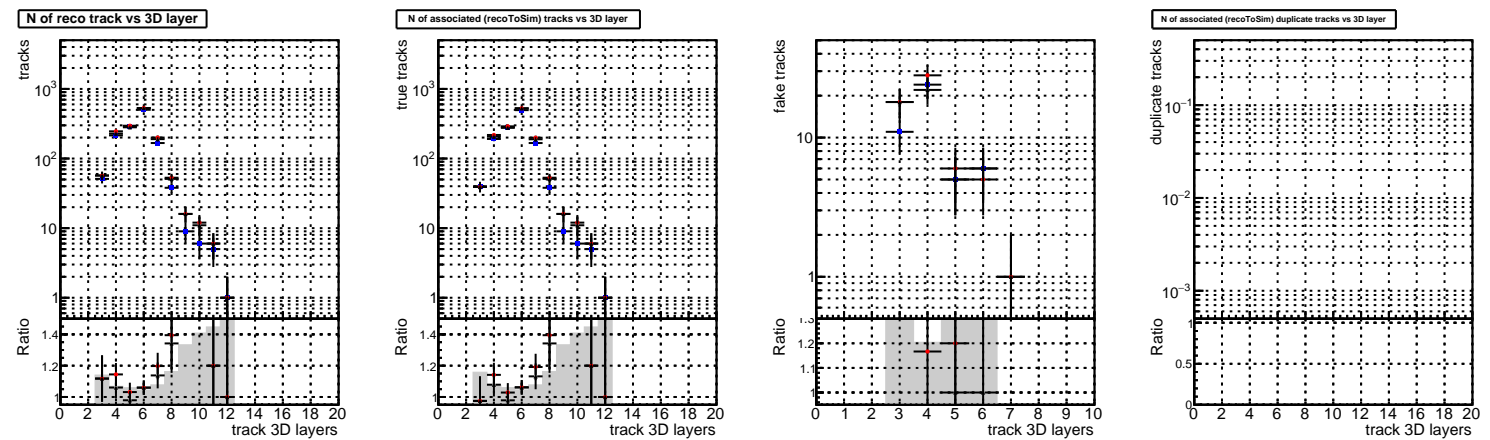 N of reco track vs 3D layer
tracks
10³
10²
10
1
Ratio
1.4
1.2
1
0 2 4 6 8 10 12 14 16 18 20
track 3D layers
N of associated (recoToSim) tracks vs 3D layer
true tracks
10³
10²
10
1
Ratio
1.4
1.2
1
0 2 4 6 8 10 12 14 16 18 20
track 3D layers
fake tracks
10
1
Ratio
1.3
1.2
1.1
1
0 1 2 3 4 5 6 7 8 9 10
track 3D layers
N of associated (recoToSim) duplicate tracks vs 3D layer
duplicate tracks
10⁻¹
10⁻²
10⁻³
Ratio
1
0.5
0
0 2 4 6 8 10 12 14 16 18 20
track 3D layers